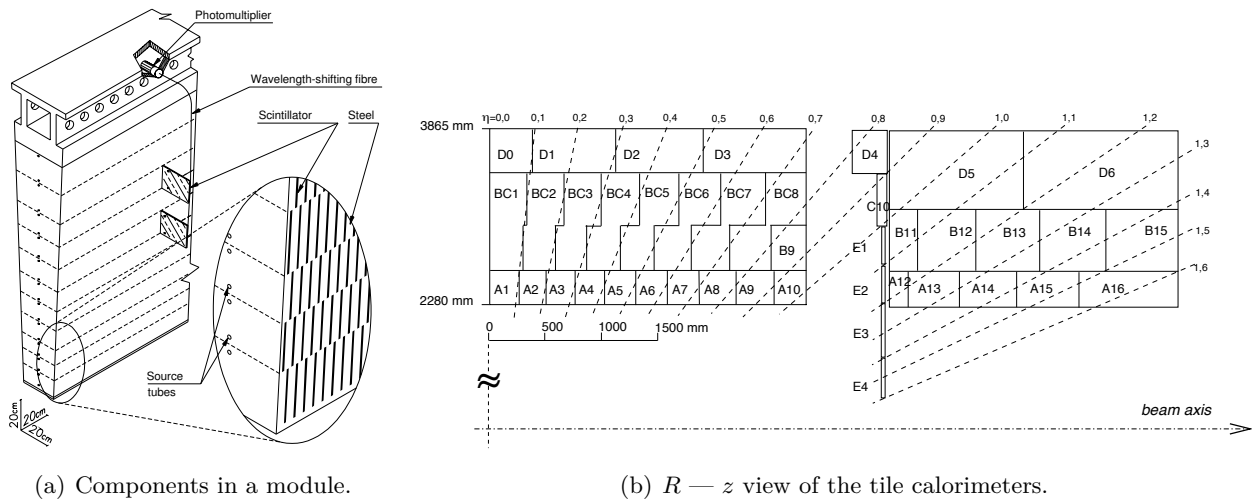 Photomultiplier
Wavelength-shifting fibre
Scintillator Steel
Source
tubes
20cm
20cm
20cm
η=0,0 0,1 0,2 0,3 0,4 0,5 0,6 0,7 0,8 0,9 1,0 1,1 1,2
3865 mm
1,3
D0 D1 D2 D3 D4 D5 D6
1,4
BC1 BC2 BC3 BC4 BC5 BC6 BC7 BC8 C10
1,5
B9 E1 B11 B12 B13 B14 B15
1,6
A1 A2 A3 A4 A5 A6 A7 A8 A9 A10 E2 A12 A13 A14 A15 A16
2280 mm
0 500 1000 1500 mm
E3
E4
beam axis
(a) Components in a module.
(b) R — z view of the tile calorimeters.